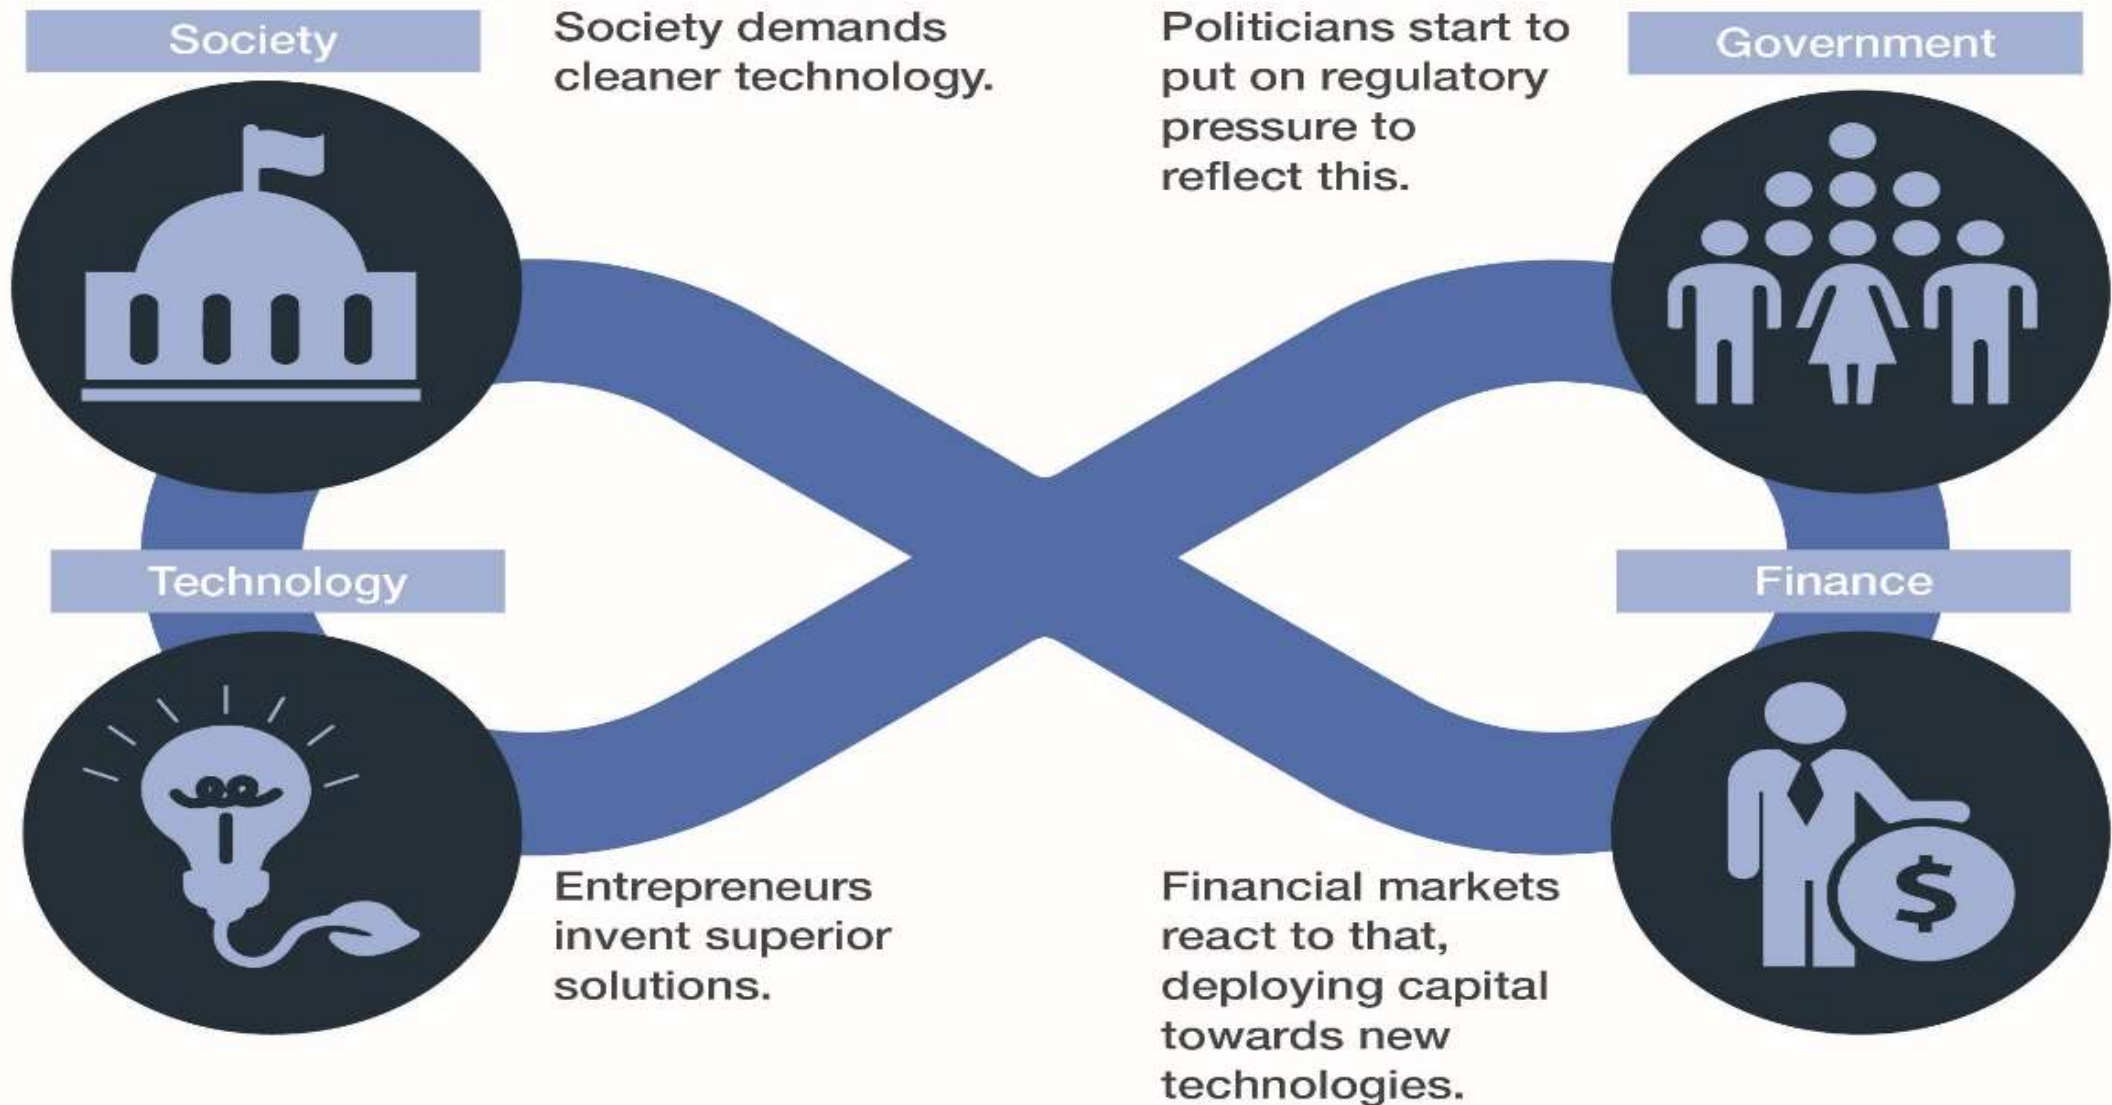 Society
Society demands
cleaner technology.
Politicians start to
put on regulatory
pressure to
reflect this.
Government
Technology
Entrepreneurs
invent superior
solutions.
Finance
Financial markets
react to that,
deploying capital
towards new
technologies.
$